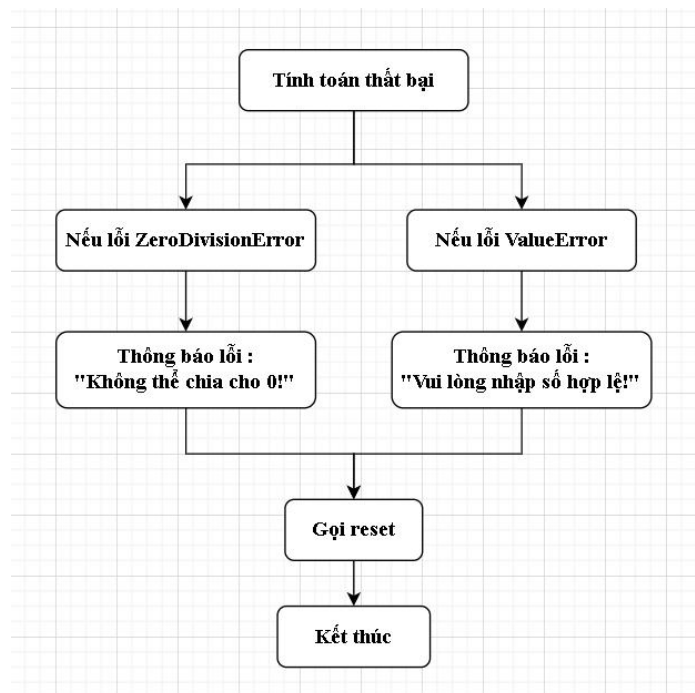 Tính toán thất bại
Nếu lỗi ZeroDivisionError
Nếu lỗi ValueError
Thông báo lỗi :
"Không thể chia cho 0!"
Thông báo lỗi :
"Vui lòng nhập số hợp lệ!"
Gọi reset
Kết thúc